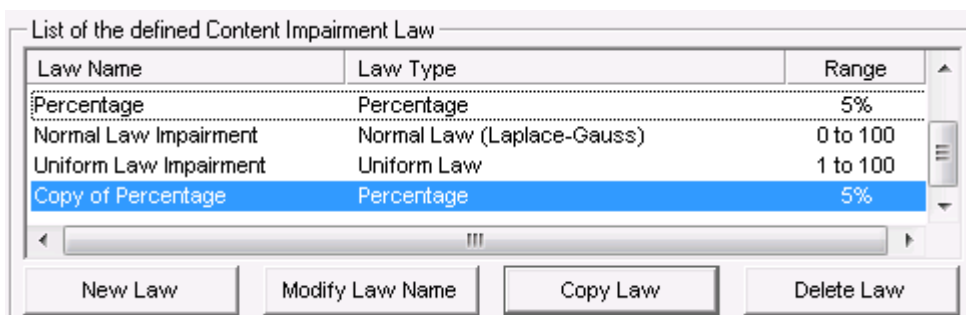 List of the defined Content Impairment Law
Law Name Law Type Range
Percentage Percentage 5%
Normal Law Impairment Normal Law (Laplace-Gauss) 0 to 100
Uniform Law Impairment Uniform Law 1 to 100
Copy of Percentage Percentage 5%
New Law Modify Law Name Copy Law Delete Law